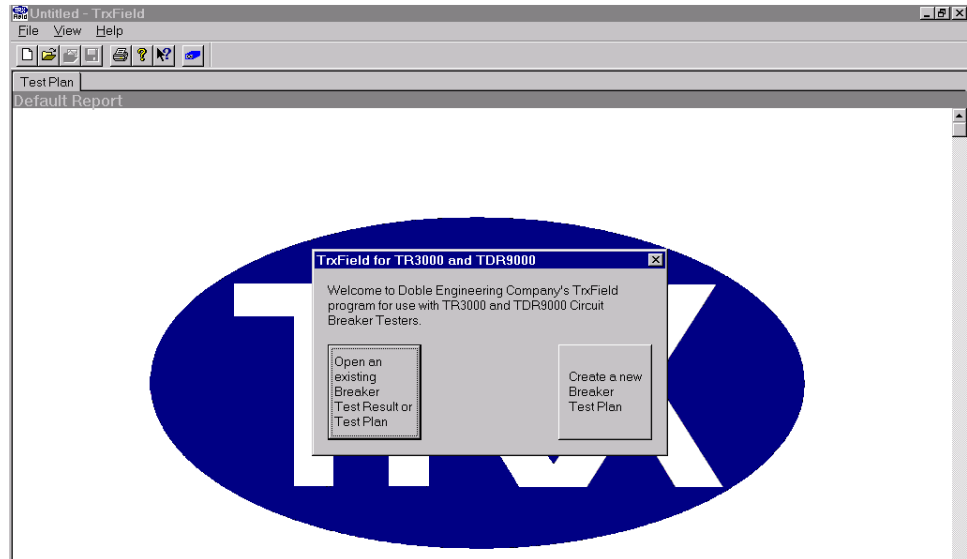 Untitled - TrxField
File View Help
Test Plan
Default Report
TrxField for TR3000 and TDR9000
Welcome to Doble Engineering Company's TrxField
program for use with TR3000 and TDR9000 Circuit
Breaker Testers.
Open an
existing
Breaker
Test Result or
Test Plan
Create a new
Breaker
Test Plan